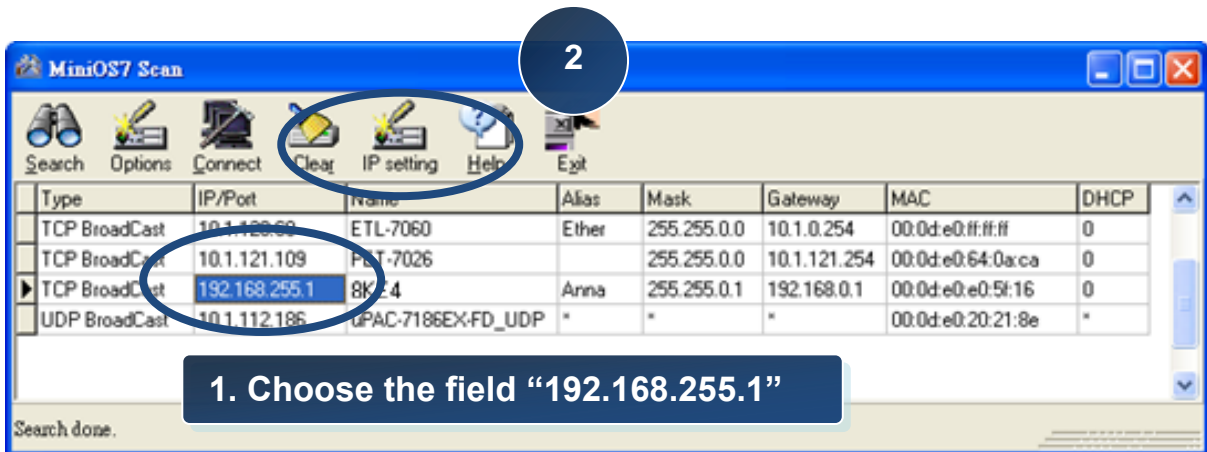 2
MiniOS7 Scan
Search Options Connect Clear IP setting Help Exit
Type IP/Port Name Alias Mask Gateway MAC DHCP
TCP BroadCast ETL-7060 Ether 255.255.0.0 10.1.0.254 00:0d:e0:ff:ff:ff 0
TCP BroadCast 10.1.121.109 PET-7026 255.255.0.0 10.1.121.254 00:0d:e0:64:0a:ca 0
TCP BroadCast 192.168.255.1 8KE4 Anna 255.255.0.1 192.168.0.1 00:0d:e0:e0:5f:16 0
UDP BroadCast 10.1.112.186 uPAC-7186EX-FD_UDP * * * 00:0d:e0:20:21:8e *
1. Choose the field “192.168.255.1”
Search done.